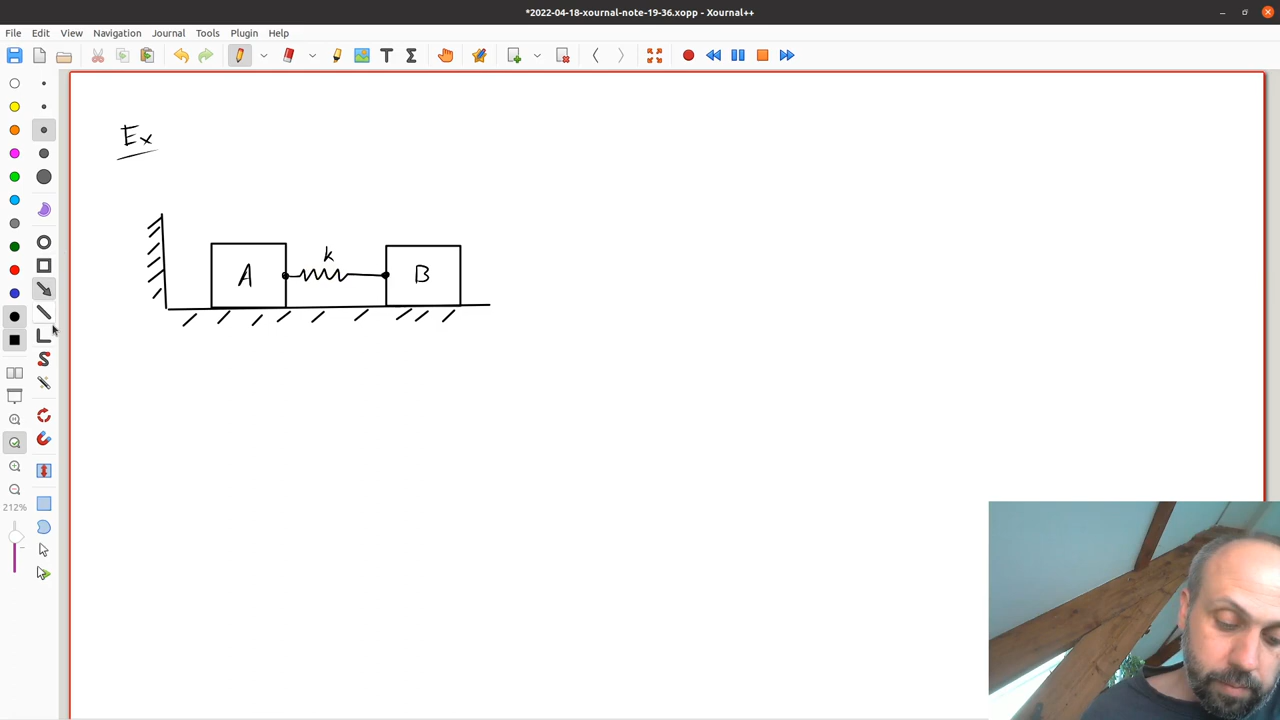 *2022-04-18-xournal-note-19-36.xopp - Xournal++
File Edit View Navigation Journal Tools Plugin Help
Ex
k
A
B
212%